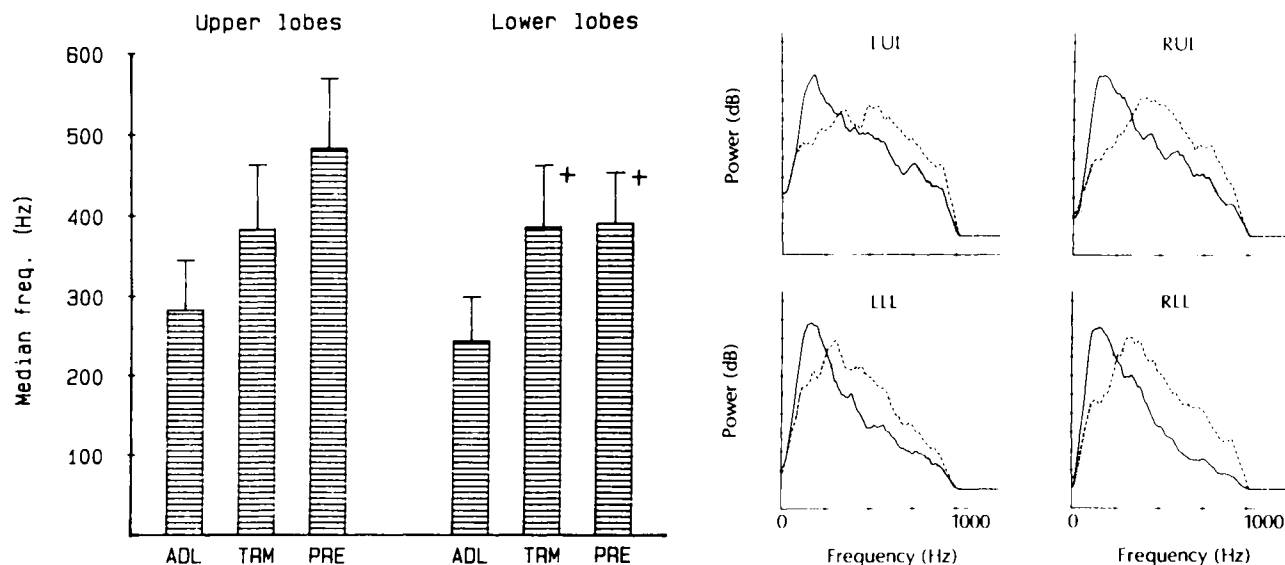 Upper lobes Lower lobes
600
500
400
300
200
100
Median freq. (Hz)
+ +
ADL TRM PRE ADL TRM PRE
LUL RUL
Power (dB)
LLL RLL
Power (dB)
0 1000 0 1000
Frequency (Hz) Frequency (Hz)